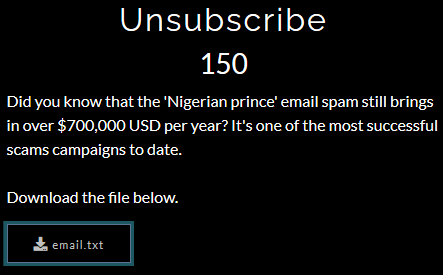 Unsubscribe
150
Did you know that the 'Nigerian prince' email spam still brings
in over $700,000 USD per year? It's one of the most successful
scams campaigns to date.
Download the file below.
email.txt